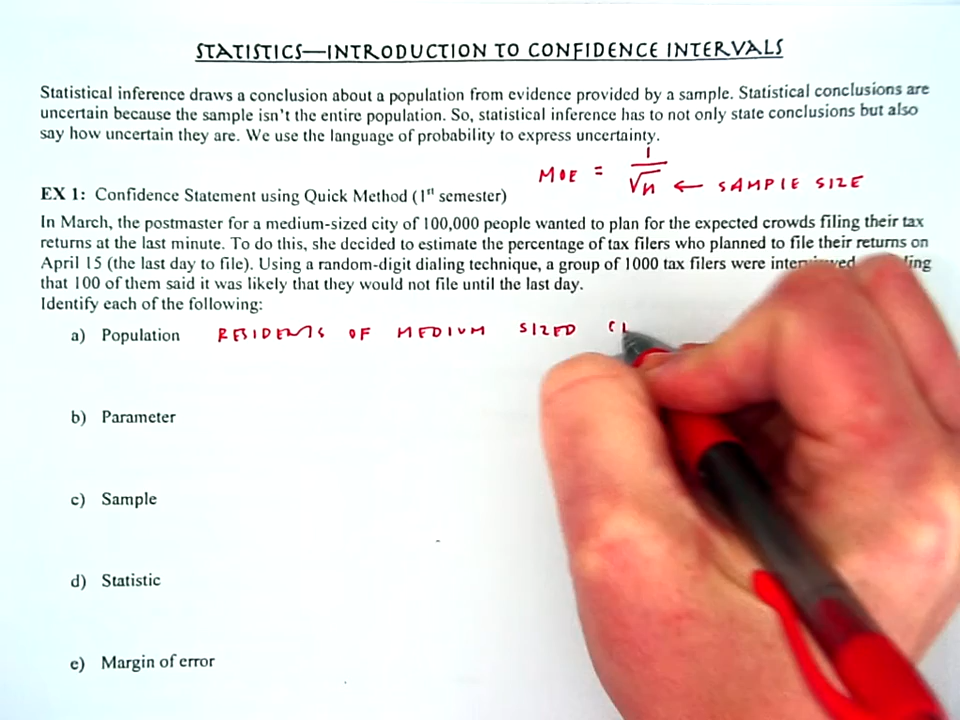 STATISTICS—INTRODUCTION TO CONFIDENCE INTERVALS
Statistical inference draws a conclusion about a population from evidence provided by a sample. Statistical conclusions are
uncertain because the sample isn't the entire population. So, statistical inference has to not only state conclusions but also
say how uncertain they are. We use the language of probability to express uncertainty.
MOE = 1/√n ← SAMPLE SIZE
EX 1: Confidence Statement using Quick Method (1st semester)
In March, the postmaster for a medium-sized city of 100,000 people wanted to plan for the expected crowds filing their tax
returns at the last minute. To do this, she decided to estimate the percentage of tax filers who planned to file their returns on
April 15 (the last day to file). Using a random-digit dialing technique, a group of 1000 tax filers were
that 100 of them said it was likely that they would not file until the last day.
Identify each of the following:
a) Population RESIDENTS OF MEDIUM SIZED
b) Parameter
c) Sample
d) Statistic
e) Margin of error